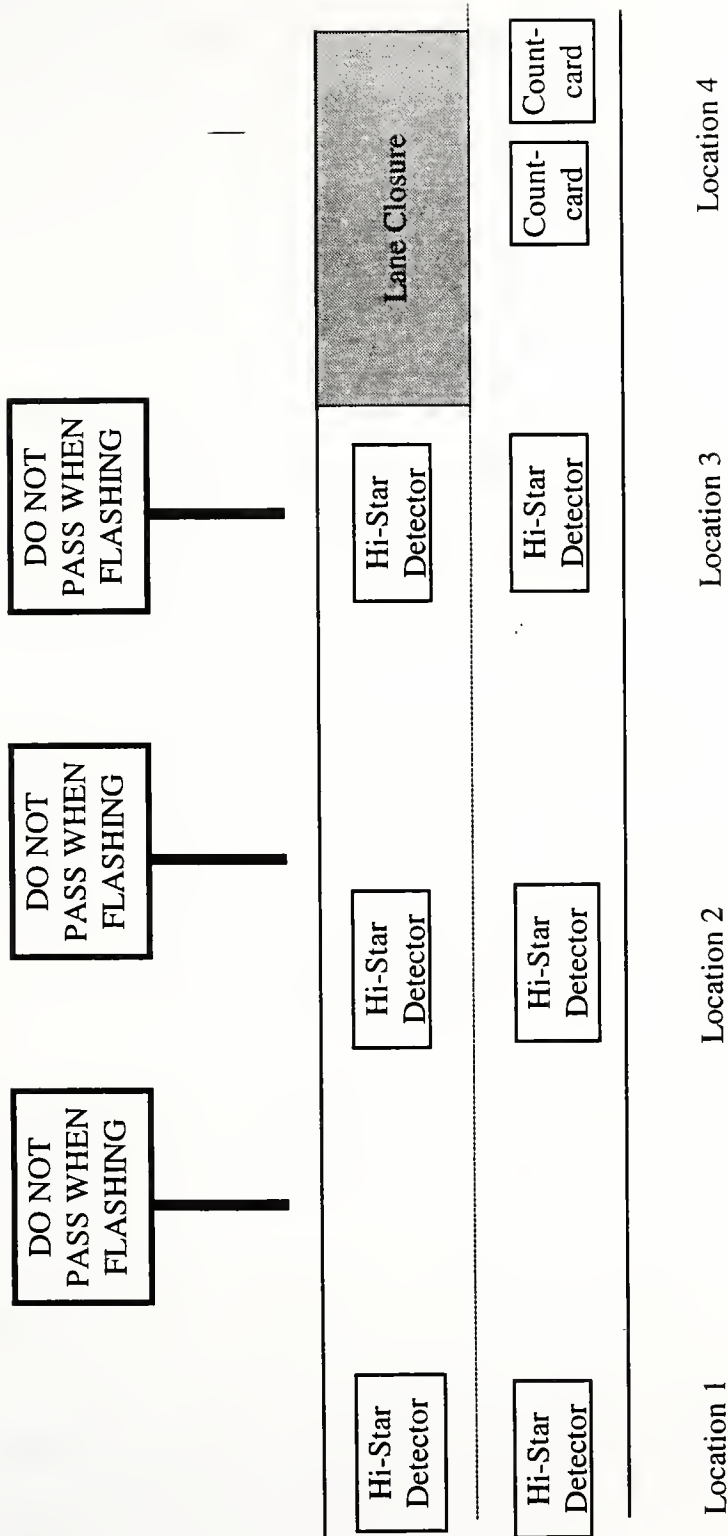 DO NOT
PASS WHEN
FLASHING
DO NOT
PASS WHEN
FLASHING
DO NOT
PASS WHEN
FLASHING
Hi-Star
Detector
Hi-Star
Detector
Hi-Star
Detector
Lane Closure
Hi-Star
Detector
Hi-Star
Detector
Hi-Star
Detector
Count-
card
Count-
card
Location 1
Location 2
Location 3
Location 4